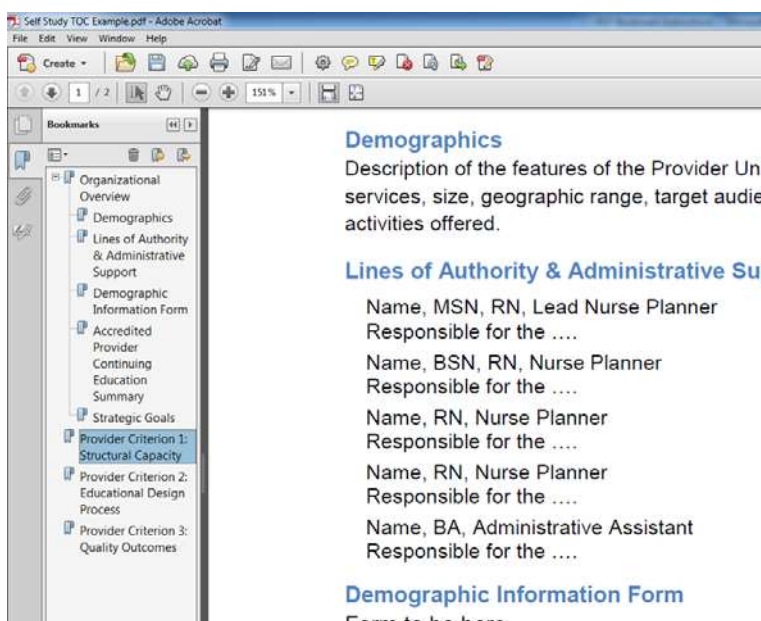 Self Study TOC Example.pdf - Adobe Acrobat
File Edit View Window Help
Create
1 / 2 151%
Bookmarks
Organizational
Overview
Demographics
Lines of Authority
& Administrative
Support
Demographic
Information Form
Accredited
Provider
Continuing
Education
Summary
Strategic Goals
Provider Criterion 1:
Structural Capacity
Provider Criterion 2:
Educational Design
Process
Provider Criterion 3:
Quality Outcomes
Demographics
Description of the features of the Provider Un
services, size, geographic range, target audie
activities offered.
Lines of Authority & Administrative Su
Name, MSN, RN, Lead Nurse Planner
Responsible for the ....
Name, BSN, RN, Nurse Planner
Responsible for the ....
Name, RN, Nurse Planner
Responsible for the ....
Name, RN, Nurse Planner
Responsible for the ....
Name, BA, Administrative Assistant
Responsible for the ....
Demographic Information Form
Form to be here